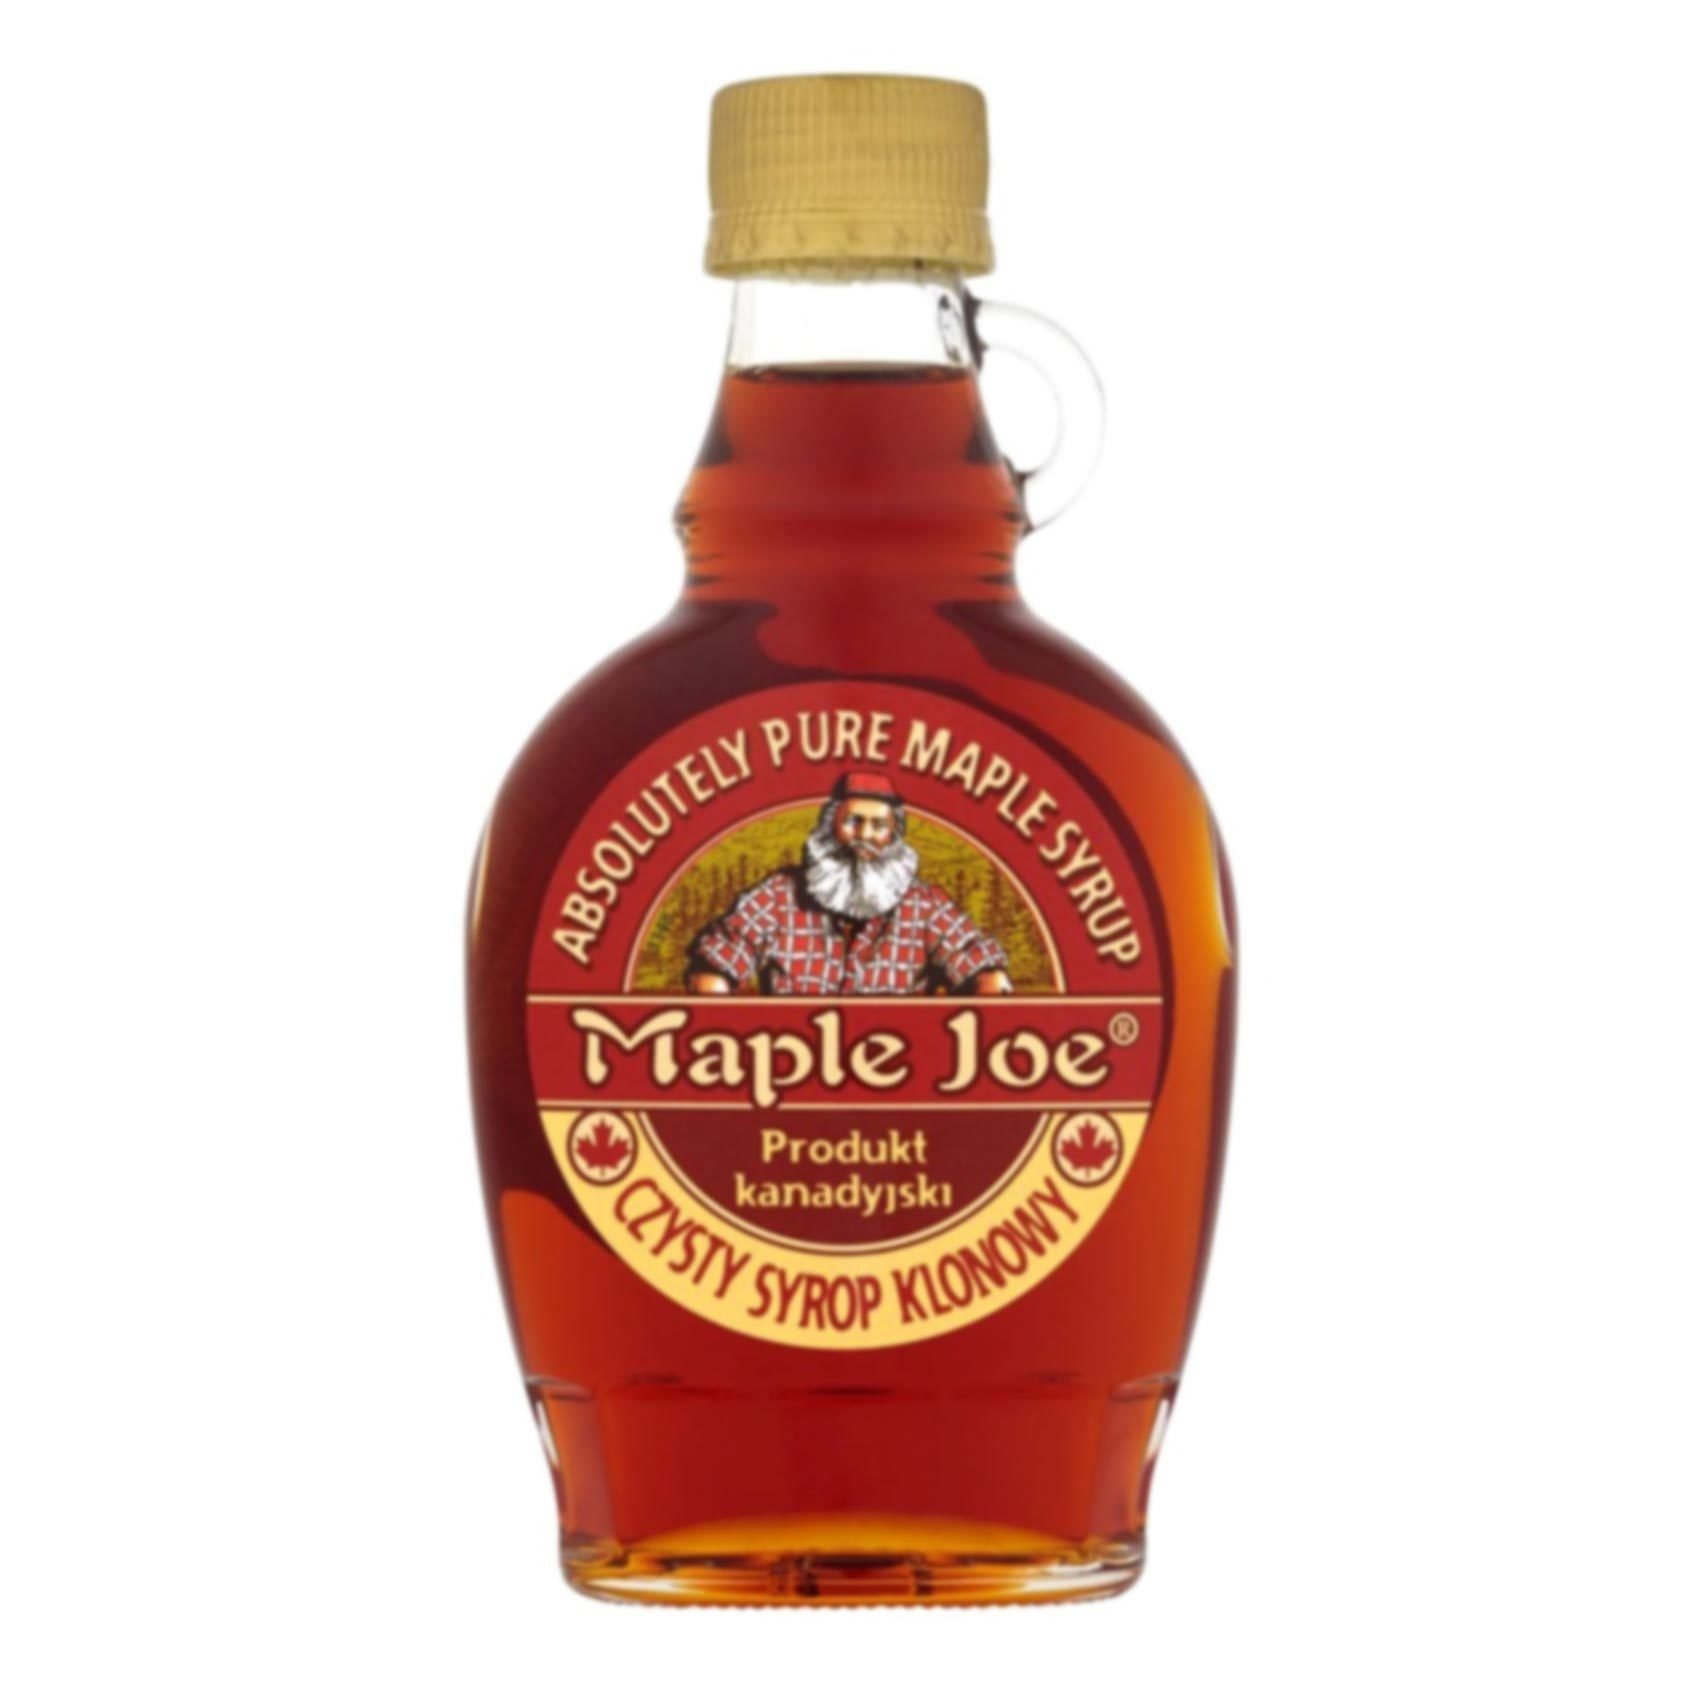 ABSOLUTELY PURE MAPLE SYRUP
Maple Joe®
Produkt
kanadyjski
CZYSTY SYROP KLONOWY